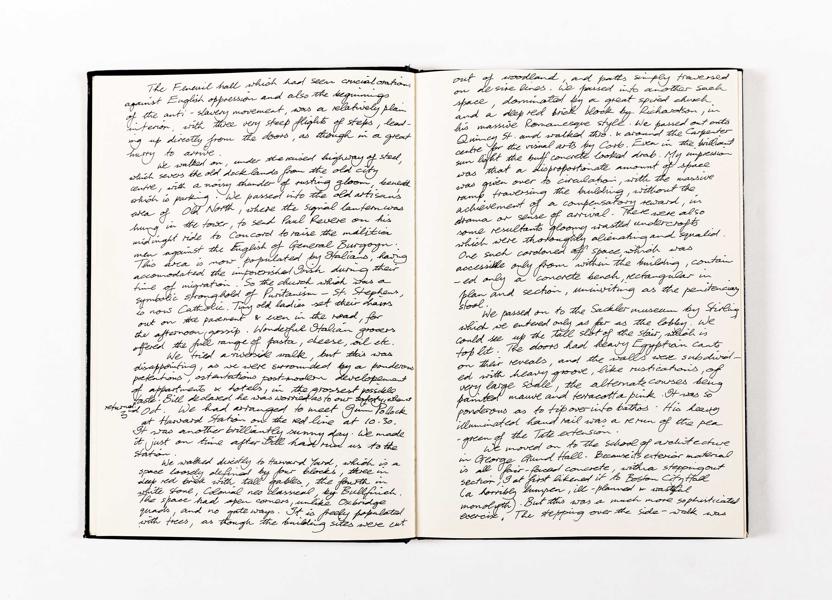 The Feneuil hall which had seen crucial orations
against English oppression and also the beginnings
of the anti-slavery movement, was a relatively plain
interior, with three very steep flights of steps, lead-
ing up directly from the doors, as though in a great
hurry to arrive.
We walked on, under the raised highway of steel,
which severs the old dock lands from the old city
centre, with a noisy thunder of rusting gloom, beneath
which is parking. We passed into the old artisans
area of Old North, where the signal lantern was
hung in the tower, to send Paul Revere on his
midnight ride to Concord to raise the militia
men against the English of General Burgoyn.
This area is now populated by Italians, having
accomodated the impoverished Irish during their
time of migration. So the church which was a
symbolic stronghold of Puritanism - St. Stephens,
is now Catholic. Tiny old ladies set their chairs
out on the pavment & even in the road, for
the afternoon gossip. Wonderful Italian grocers
offered the full range of pasta, cheese, oil etc.
We tried a riverside walk, but this was
disappointing, as we were surrounded by a ponderous
pretentious, ostentatious postmodern development
of appartments & hotels, in the grossest possible
taste. Bill declared he was worried as to our safety,
returned
3rd Oct. We had arranged to meet Jim Pollock
at Harvard Station on the red line at 10.30.
It was another brilliantly sunny day. We made
it just on time after Bill had run us to the
station.
We walked directly to Harvard Yard, which is a
space loosely defined by four blocks, three in
deep red brick with tall gables, the fourth in
white stone, Colonial neo classical, by Bullfinch.
The space had open corners, unlike Oxbridge
quads, and no gateways. It is freely populated
with trees, as though the building sites were cut
out of woodland, and paths simply traversed
on desire lines. We passed into another such
space, dominated by a great spired church,
and a deep red brick block by Richardson, in
his massive Romanesque style. We passed out onto
Quincy St. and walked this & around the Carpenter
centre for the visual arts by Corb. Even in the brilliant
sun light the buff concrete looked drab. My impression
was that a disproportionate amount of space
was given over to circulation, with the massive
ramp, traversing the building, without the
achievement of a compensatory reward, in
drama or sense of arrival. There were also
some resultant gloomy wasted undercrofts
which were thoroughly alienating and squalid.
One such cordoned off space which was
accessible only from within the building, contain
-ed only a concrete bench rectangular in
plan and section, uninviting as the penitenciary
stool.
We passed on to the Sackler museum by Stirling
which we entered only as far as the lobby. We
could see up the tall slot of the stair, which is
top lit. The doors had heavy Egyptian cants
on their reveals, and the walls were subdivid-
ed with heavy groove, like rustications, of
very large scale, the alternate courses being
painted mauve and terracotta pink. It was so
ponderous as to tip over into bathos. His heavy
illuminated hand rail was a rerun of the pea
-green of the Tate extension.
We moved on to the school of architecture
in George Gund Hall. Because its exterior material
is all fair-faced concrete, with a stepping out
section, I at first likened it to Boston City Hall
(a horribly lumpen, ill-planned & wasteful
monolyth). But this was a much more sophisticated
exercise. The stepping over the side-walk was